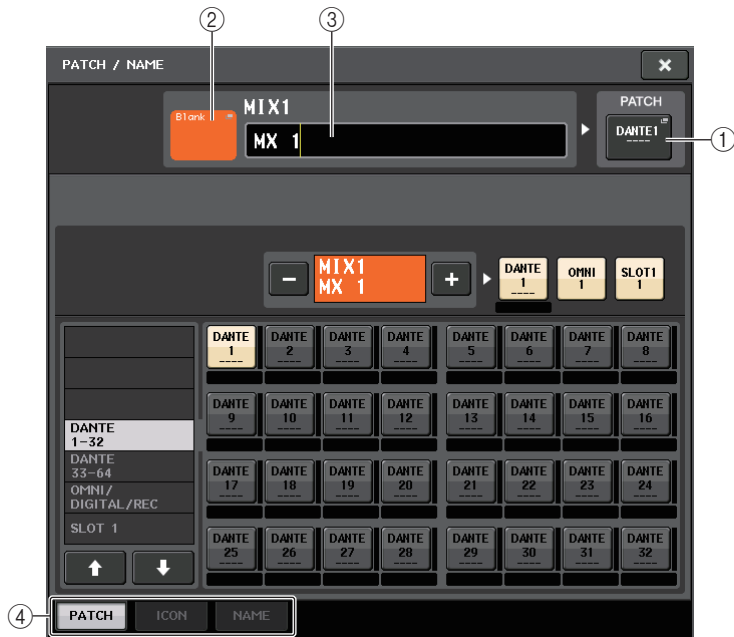 ② ③
PATCH / NAME ×
Blank MIX1 PATCH
MX 1 DANTE1 ①
----
− MIX1 + DANTE OMNI SLOT1
MX 1 1 1 1
----
DANTE DANTE DANTE DANTE DANTE DANTE DANTE DANTE
1 2 3 4 5 6 7 8
---- ---- ---- ---- ---- ---- ---- ----
DANTE DANTE DANTE DANTE DANTE DANTE DANTE DANTE
9 10 11 12 13 14 15 16
---- ---- ---- ---- ---- ---- ---- ----
DANTE
1-32
DANTE
33-64
OMNI/
DIGITAL/REC
SLOT 1
DANTE DANTE DANTE DANTE DANTE DANTE DANTE DANTE
17 18 19 20 21 22 23 24
---- ---- ---- ---- ---- ---- ---- ----
DANTE DANTE DANTE DANTE DANTE DANTE DANTE DANTE
25 26 27 28 29 30 31 32
---- ---- ---- ---- ---- ---- ---- ----
④ PATCH ICON NAME